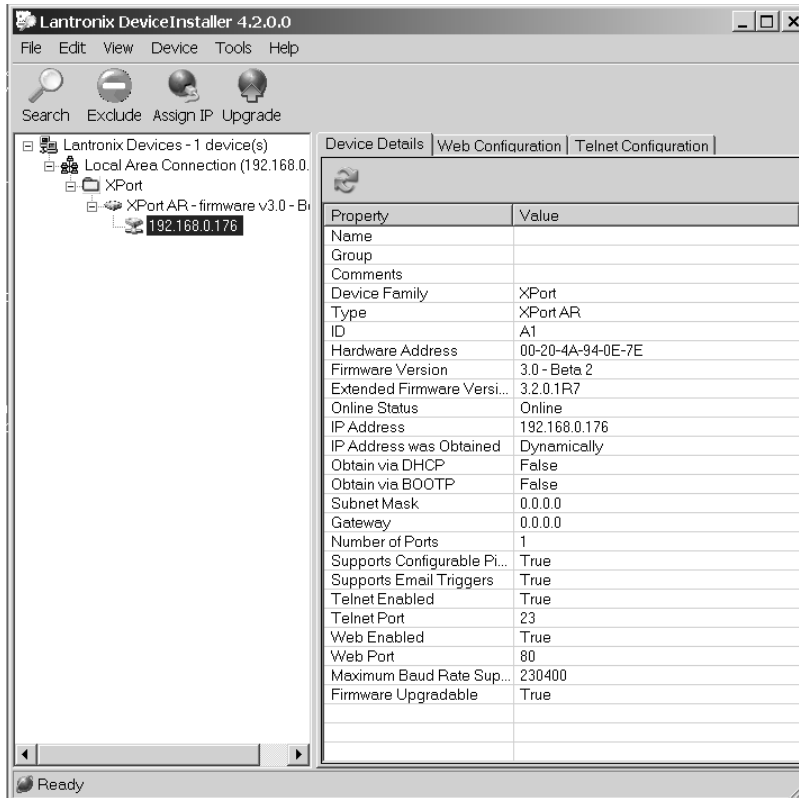 Lantronix DeviceInstaller 4.2.0.0
File Edit View Device Tools Help
Search Exclude Assign IP Upgrade
Lantronix Devices - 1 device(s)
Local Area Connection (192.168.0.
XPort
XPort AR - firmware v3.0 - B
192.168.0.176
Device Details Web Configuration Telnet Configuration
Property Value
Name
Group
Comments
Device Family XPort
Type XPort AR
ID A1
Hardware Address 00-20-4A-94-0E-7E
Firmware Version 3.0 - Beta 2
Extended Firmware Versi... 3.2.0.1R7
Online Status Online
IP Address 192.168.0.176
IP Address was Obtained Dynamically
Obtain via DHCP False
Obtain via BOOTP False
Subnet Mask 0.0.0.0
Gateway 0.0.0.0
Number of Ports 1
Supports Configurable Pi... True
Supports Email Triggers True
Telnet Enabled True
Telnet Port 23
Web Enabled True
Web Port 80
Maximum Baud Rate Sup... 230400
Firmware Upgradable True
Ready